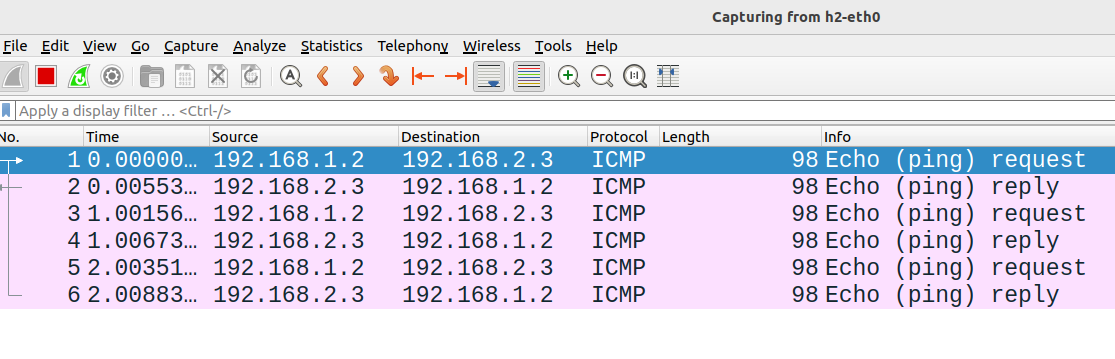 Capturing from h2-eth0
File Edit View Go Capture Analyze Statistics Telephony Wireless Tools Help
Apply a display filter … <Ctrl-/>
No. Time Source Destination Protocol Length Info
1 0.00000… 192.168.1.2 192.168.2.3 ICMP 98 Echo (ping) request
2 0.00553… 192.168.2.3 192.168.1.2 ICMP 98 Echo (ping) reply
3 1.00156… 192.168.1.2 192.168.2.3 ICMP 98 Echo (ping) request
4 1.00673… 192.168.2.3 192.168.1.2 ICMP 98 Echo (ping) reply
5 2.00351… 192.168.1.2 192.168.2.3 ICMP 98 Echo (ping) request
6 2.00883… 192.168.2.3 192.168.1.2 ICMP 98 Echo (ping) reply